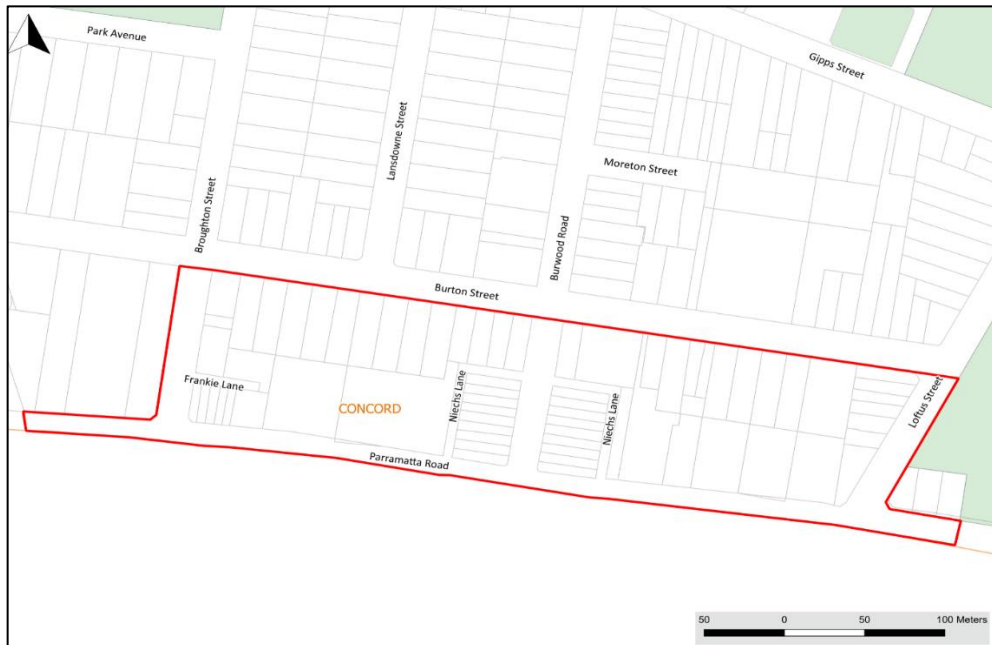 Park Avenue
Gipps Street
Lansdowne Street
Moreton Street
Broughton Street
Burwood Road
Burton Street
Frankie Lane
Niechs Lane
CONCORD
Niechs Lane
Loftus Street
Parramatta Road
50 0 50 100 Meters